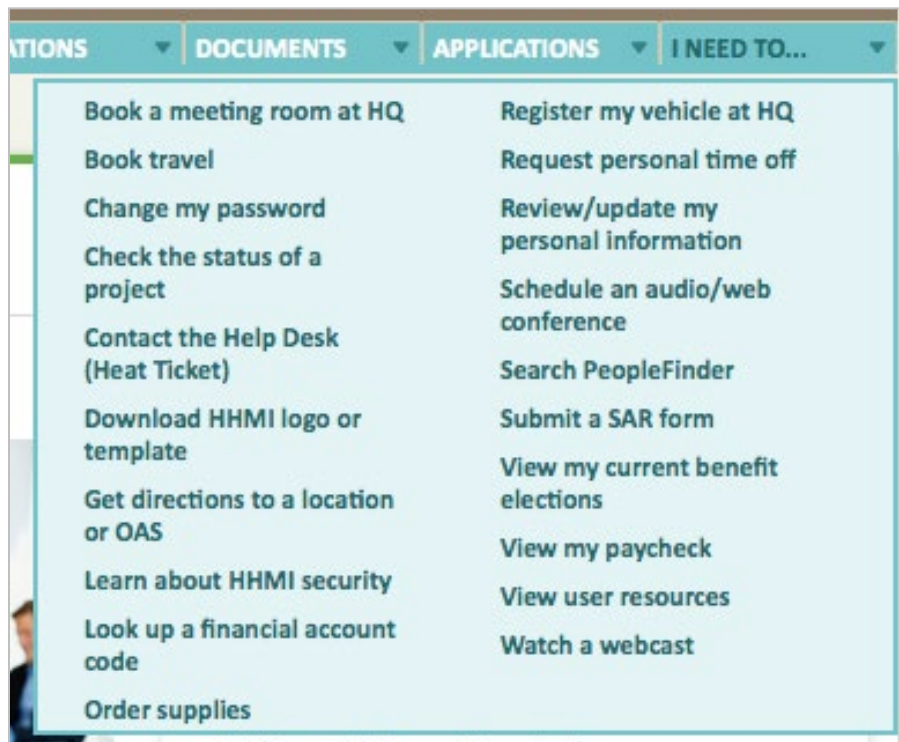 ATIONS DOCUMENTS APPLICATIONS I NEED TO...
Book a meeting room at HQ
Book travel
Change my password
Check the status of a
project
Contact the Help Desk
(Heat Ticket)
Download HHMI logo or
template
Get directions to a location
or OAS
Learn about HHMI security
Look up a financial account
code
Order supplies
Register my vehicle at HQ
Request personal time off
Review/update my
personal information
Schedule an audio/web
conference
Search PeopleFinder
Submit a SAR form
View my current benefit
elections
View my paycheck
View user resources
Watch a webcast